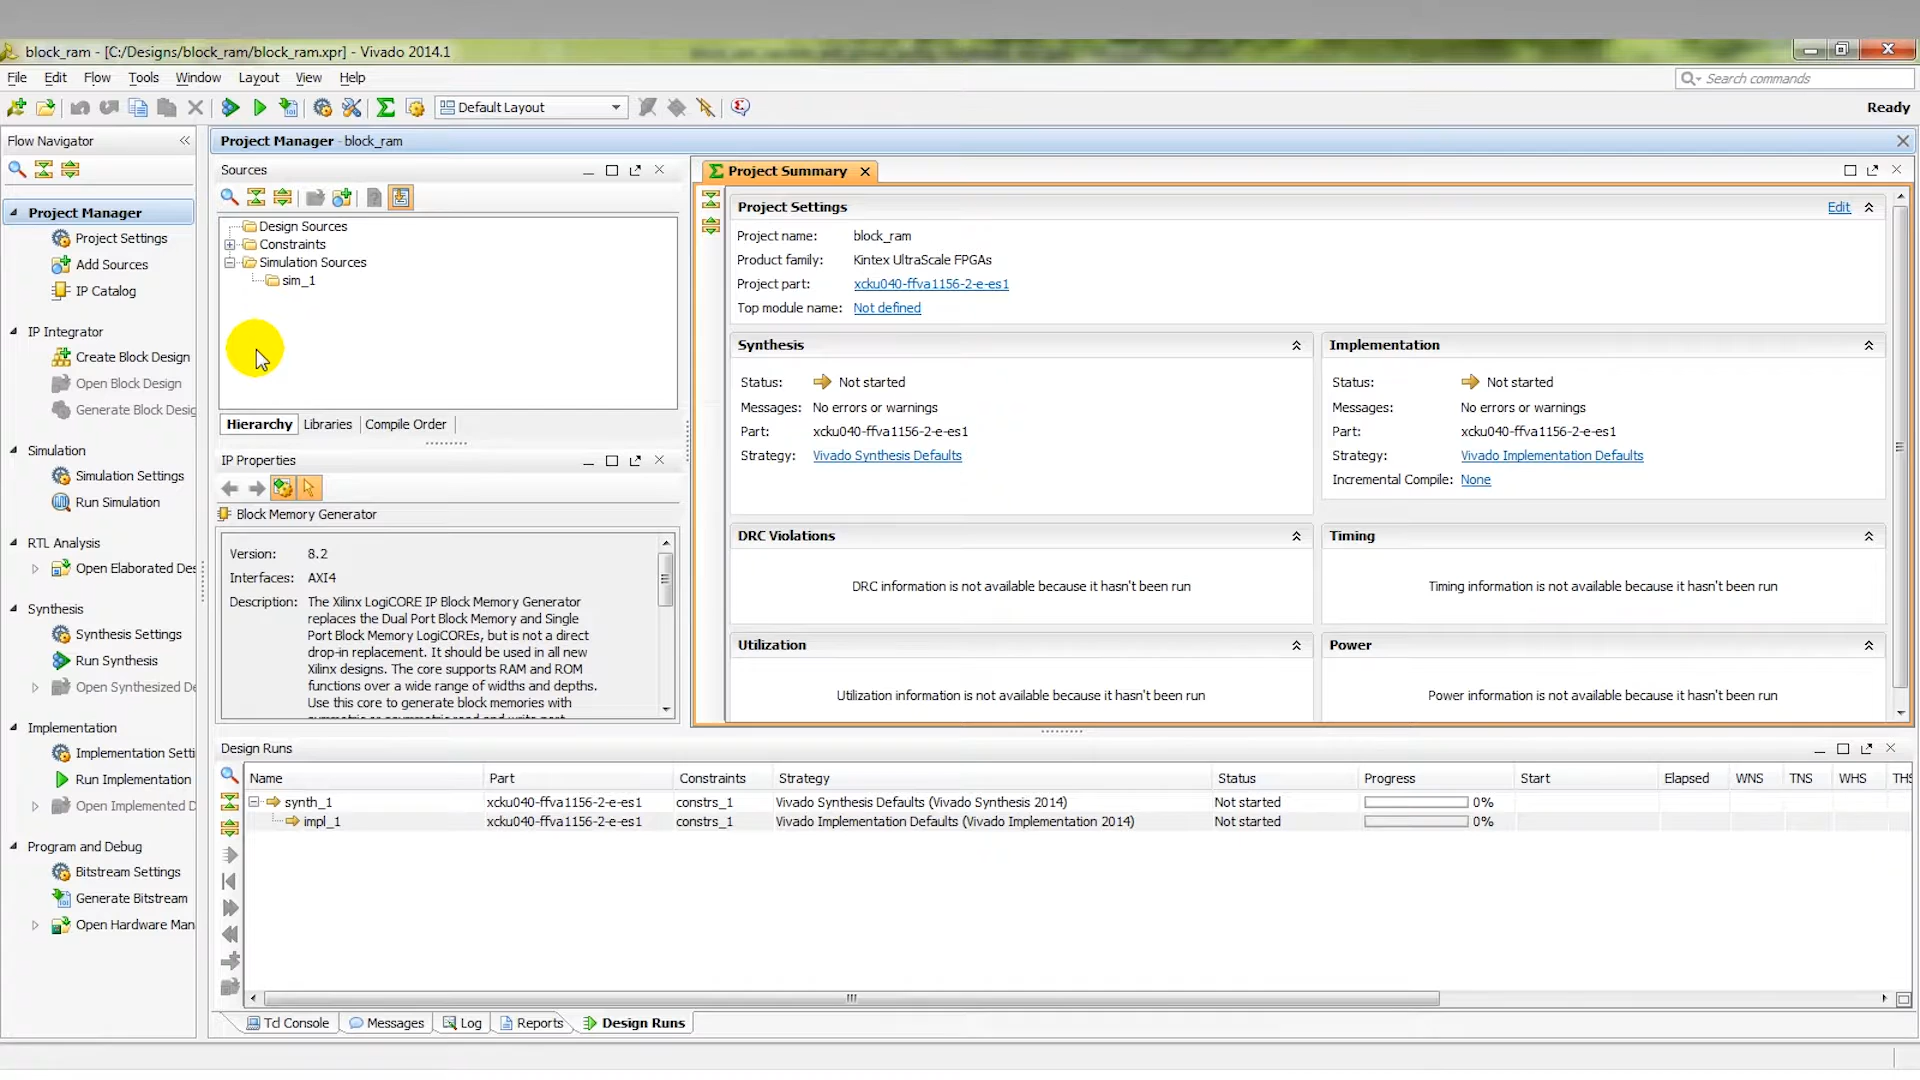 block_ram - [C:/Designs/block_ram/block_ram.xpr] - Vivado 2014.1
File Edit Flow Tools Window Layout View Help
Search commands
Default Layout
Ready
Flow Navigator
Project Manager
Project Settings
Add Sources
IP Catalog
IP Integrator
Create Block Design
Open Block Design
Generate Block Desig
Simulation
Simulation Settings
Run Simulation
RTL Analysis
Open Elaborated Des
Synthesis
Synthesis Settings
Run Synthesis
Open Synthesized De
Implementation
Implementation Setti
Run Implementation
Open Implemented D
Program and Debug
Bitstream Settings
Generate Bitstream
Open Hardware Man
Project Manager - block_ram
Sources
Design Sources
Constraints
Simulation Sources
sim_1
Hierarchy Libraries Compile Order
IP Properties
Block Memory Generator
Version: 8.2
Interfaces: AXI4
Description: The Xilinx LogiCORE IP Block Memory Generator
replaces the Dual Port Block Memory and Single
Port Block Memory LogiCOREs, but is not a direct
drop-in replacement. It should be used in all new
Xilinx designs. The core supports RAM and ROM
functions over a wide range of widths and depths.
Use this core to generate block memories with
Project Summary
Project Settings Edit
Project name: block_ram
Product family: Kintex UltraScale FPGAs
Project part: xcku040-ffva1156-2-e-es1
Top module name: Not defined
Synthesis
Status: Not started
Messages: No errors or warnings
Part: xcku040-ffva1156-2-e-es1
Strategy: Vivado Synthesis Defaults
Implementation
Status: Not started
Messages: No errors or warnings
Part: xcku040-ffva1156-2-e-es1
Strategy: Vivado Implementation Defaults
Incremental Compile: None
DRC Violations
DRC information is not available because it hasn't been run
Timing
Timing information is not available because it hasn't been run
Utilization
Utilization information is not available because it hasn't been run
Power
Power information is not available because it hasn't been run
Design Runs
Name Part Constraints Strategy Status Progress Start Elapsed WNS TNS WHS THS
synth_1 xcku040-ffva1156-2-e-es1 constrs_1 Vivado Synthesis Defaults (Vivado Synthesis 2014) Not started 0%
impl_1 xcku040-ffva1156-2-e-es1 constrs_1 Vivado Implementation Defaults (Vivado Implementation 2014) Not started 0%
Tcl Console Messages Log Reports Design Runs